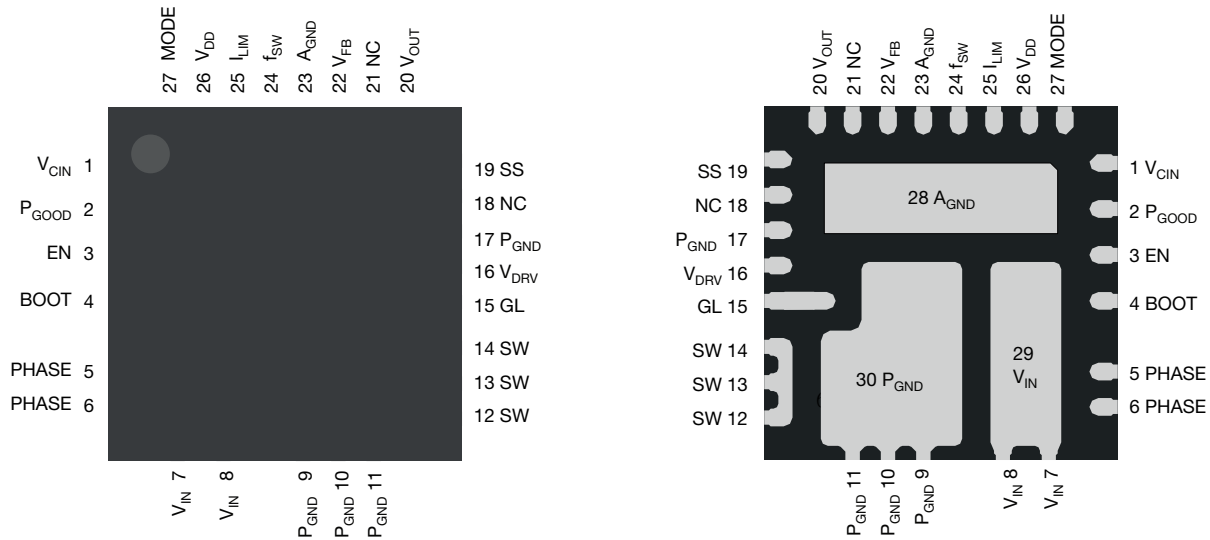 27 MODE
26 VDD
25 ILIM
24 fSW
23 AGND
22 VFB
21 NC
20 VOUT
VCIN 1
PGOOD 2
EN 3
BOOT 4
PHASE 5
PHASE 6
VIN 7
VIN 8
PGND 9
PGND 10
PGND 11
19 SS
18 NC
17 PGND
16 VDRV
15 GL
14 SW
13 SW
12 SW
20 VOUT
21 NC
22 VFB
23 AGND
24 fSW
25 ILIM
26 VDD
27 MODE
SS 19
NC 18
PGND 17
VDRV 16
GL 15
SW 14
SW 13
SW 12
28 AGND
30 PGND
29
VIN
1 VCIN
2 PGOOD
3 EN
4 BOOT
5 PHASE
6 PHASE
PGND 11
PGND 10
PGND 9
VIN 8
VIN 7